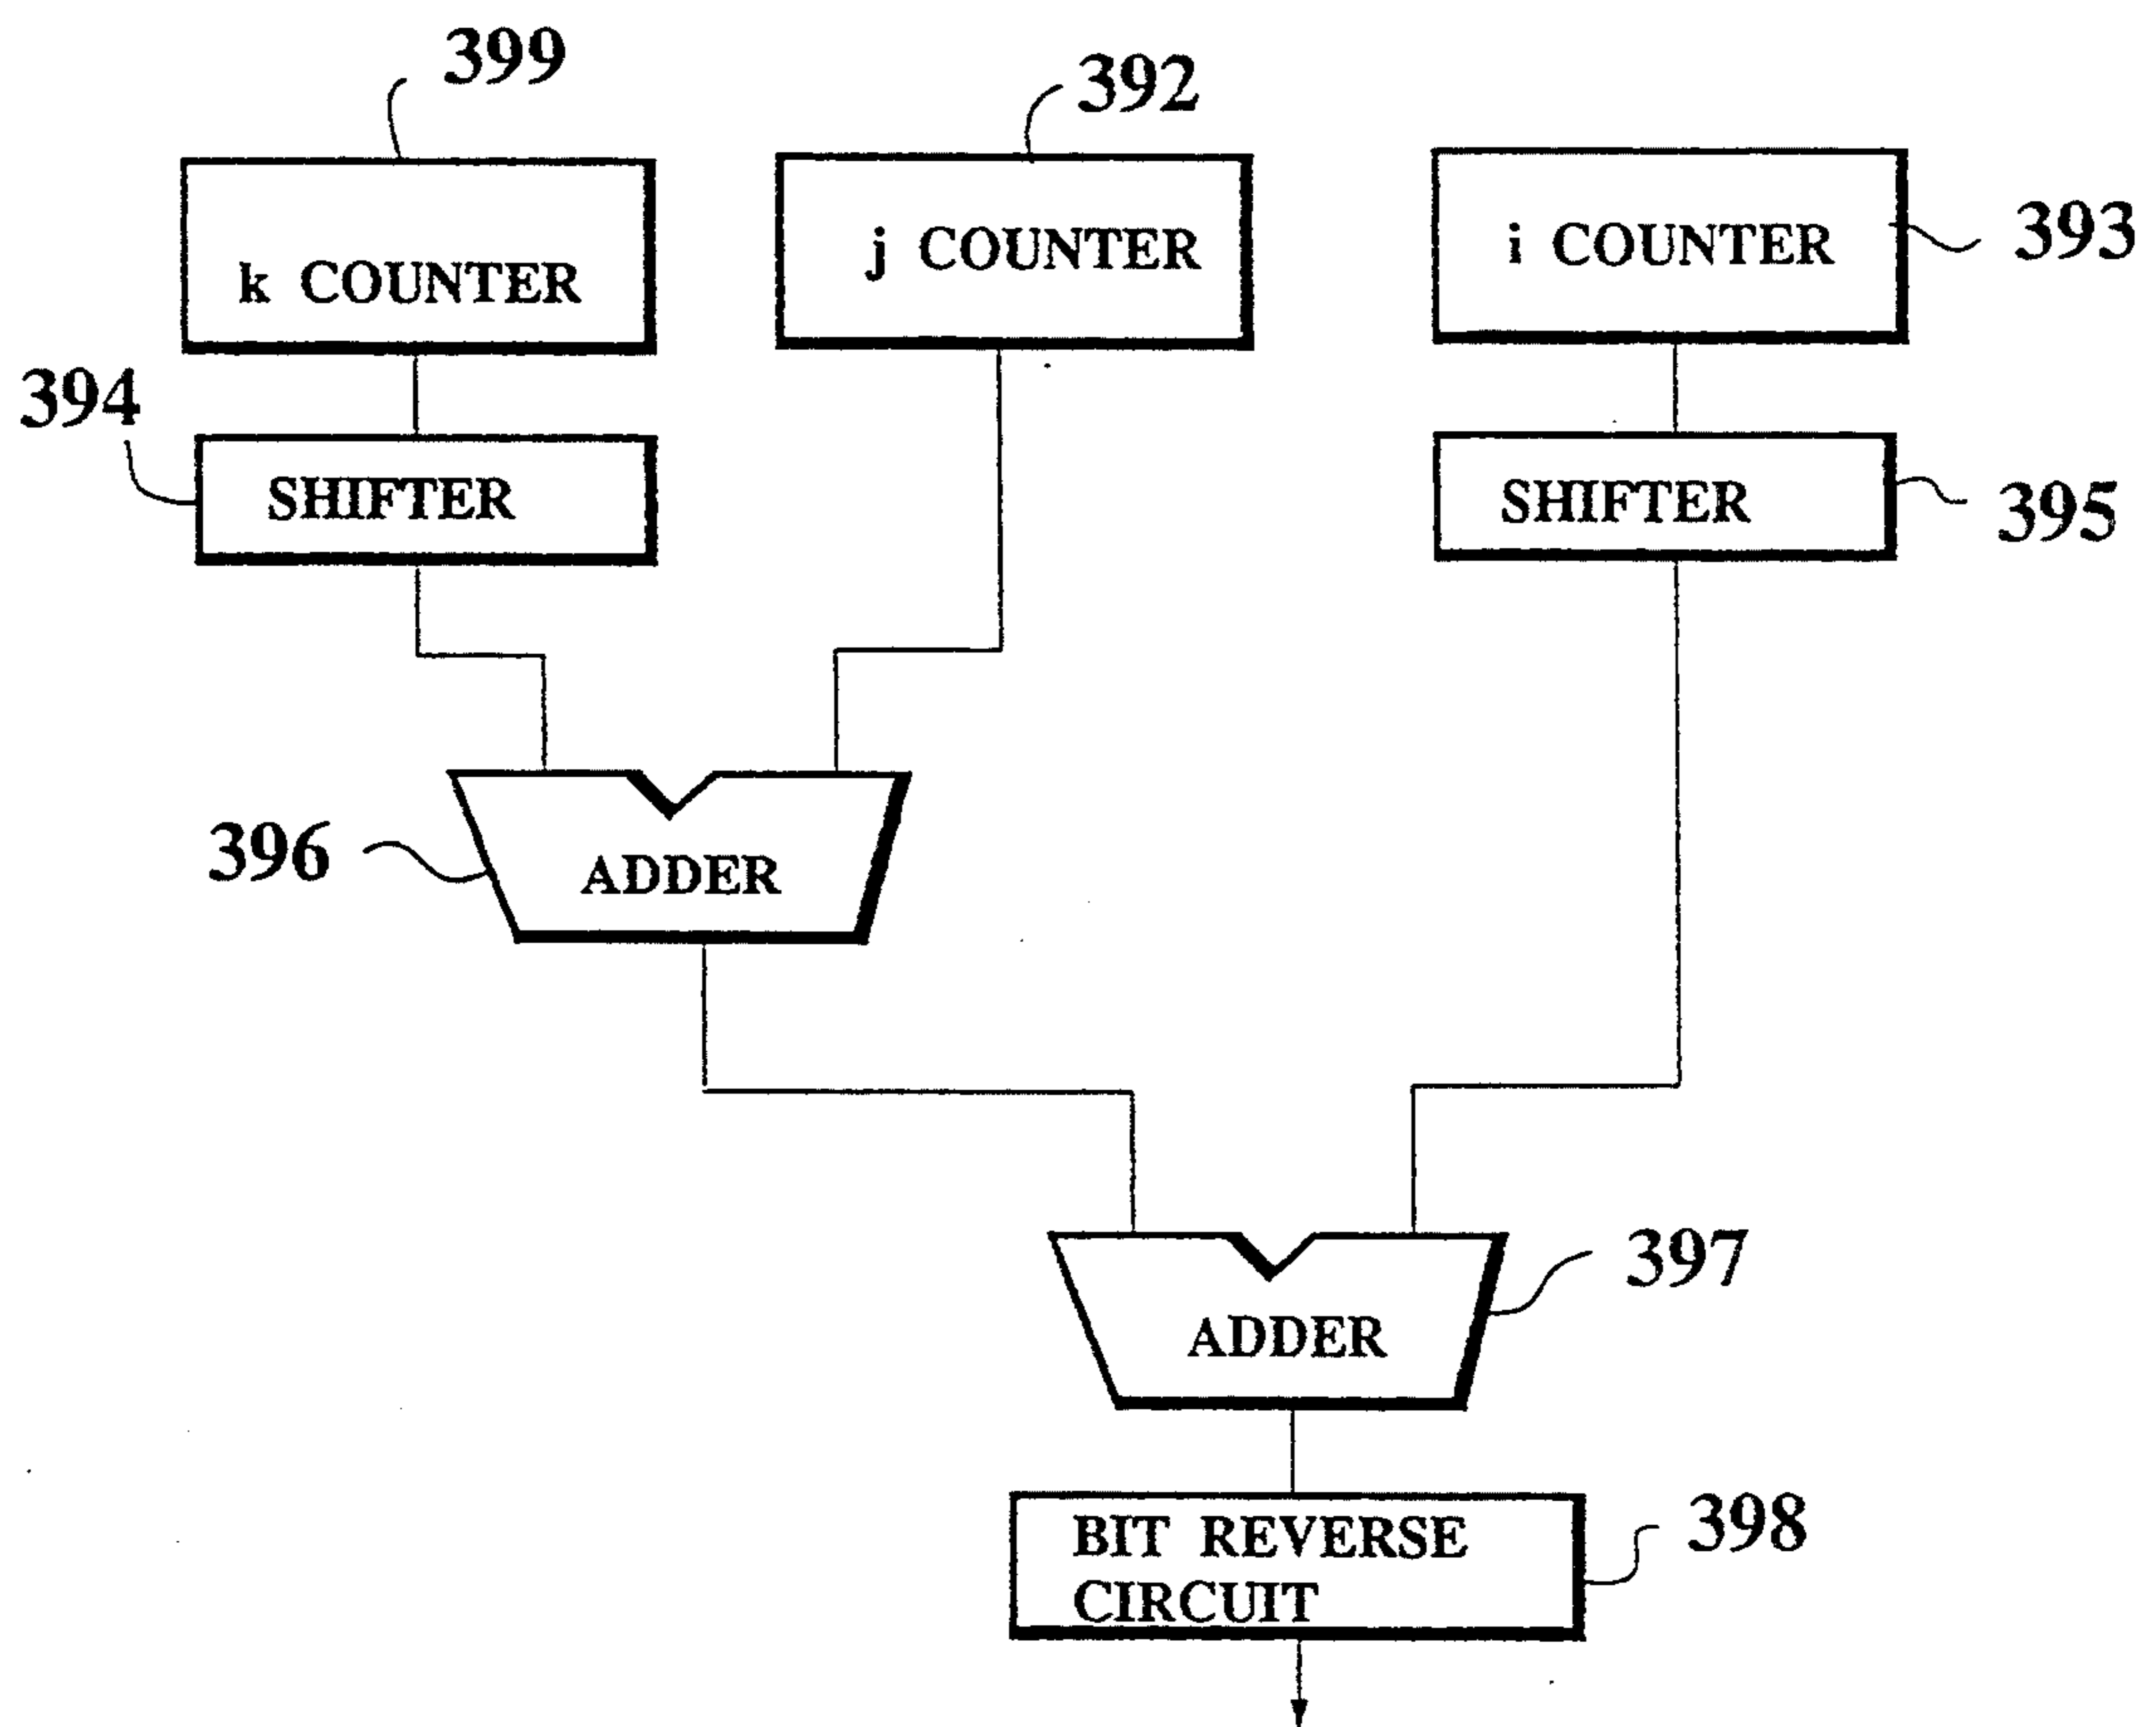 399
392
k COUNTER
j COUNTER
i COUNTER
393
394
SHIFTER
SHIFTER
395
396
ADDER
397
ADDER
BIT REVERSE
CIRCUIT
398